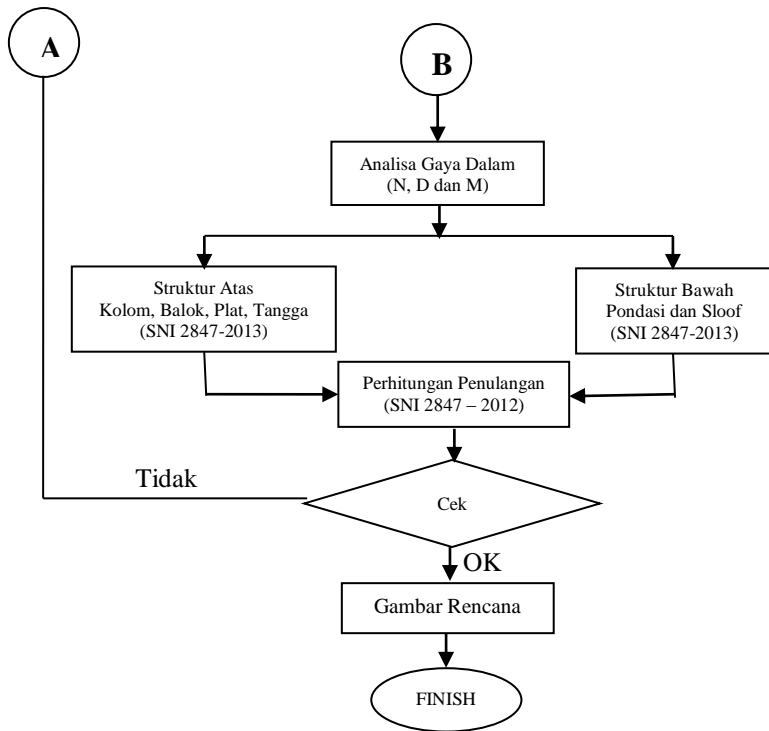 A
B
Analisa Gaya Dalam
(N, D dan M)
Struktur Atas
Kolom, Balok, Plat, Tangga
(SNI 2847-2013)
Struktur Bawah
Pondasi dan Sloof
(SNI 2847-2013)
Perhitungan Penulangan
(SNI 2847 – 2012)
Tidak
Cek
OK
Gambar Rencana
FINISH